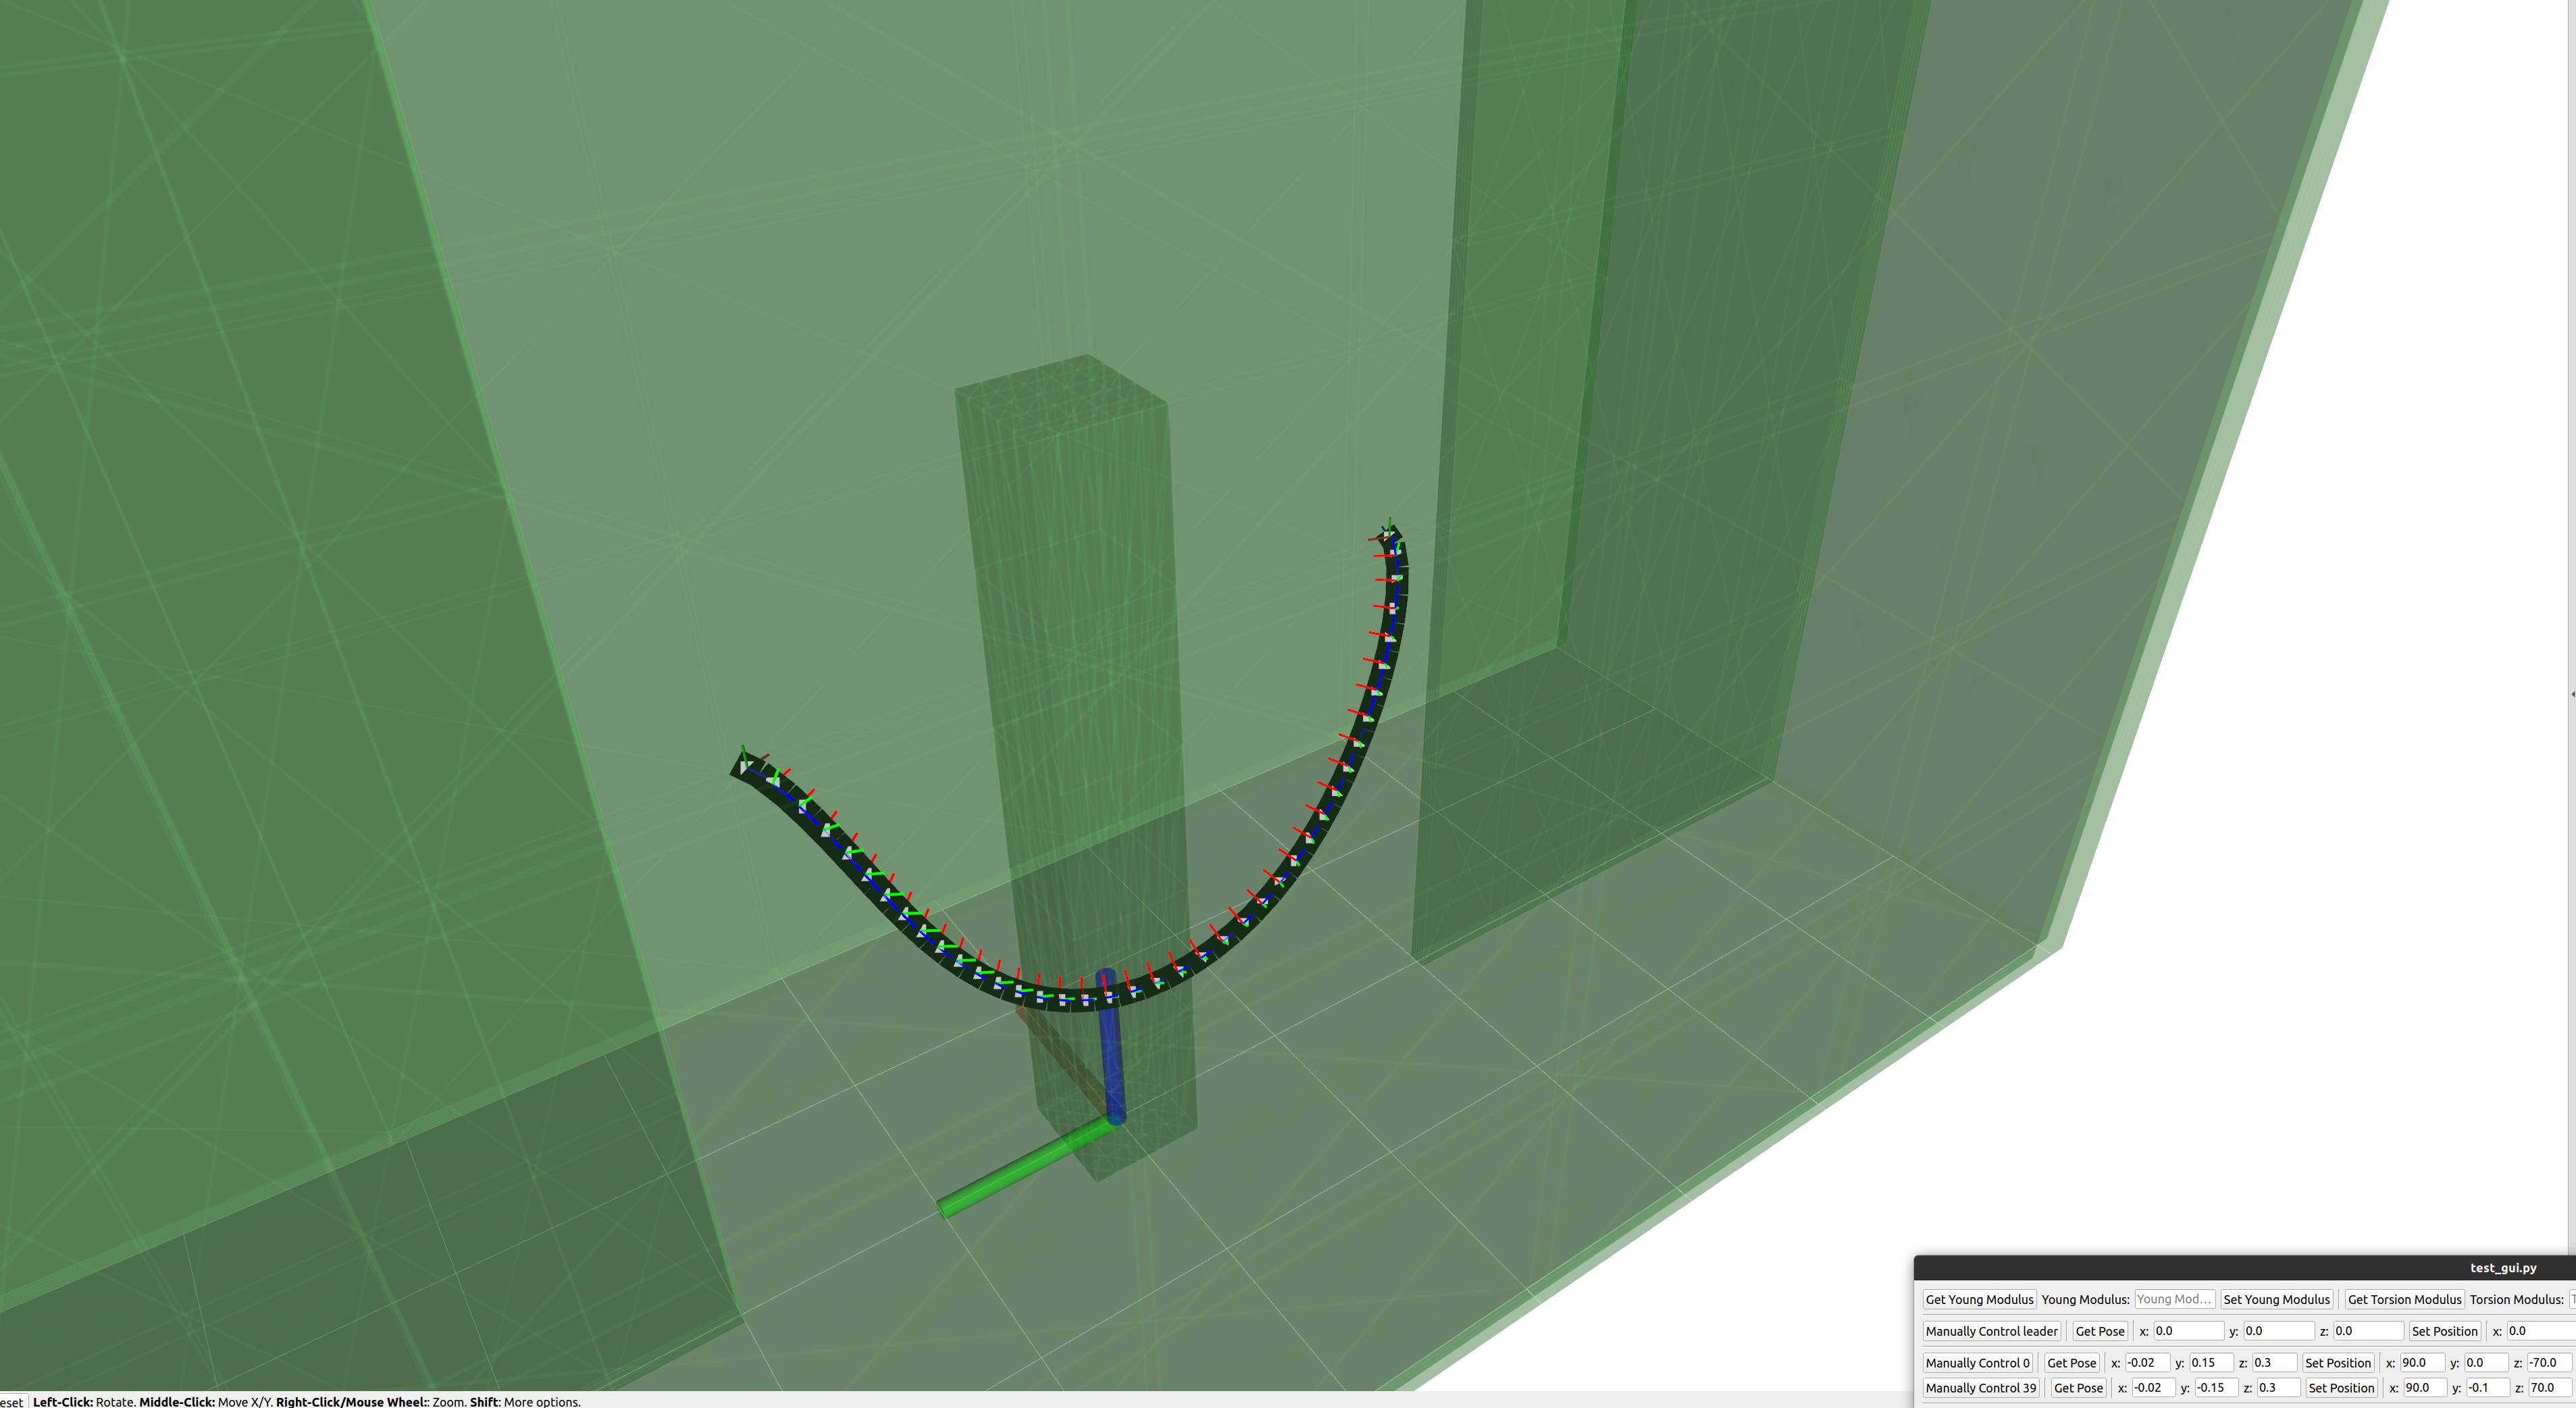 test_gui.py
Get Young Modulus Young Modulus: Young Mod... Set Young Modulus Get Torsion Modulus Torsion Modulus:
Manually Control leader Get Pose x: 0.0 y: 0.0 z: 0.0 Set Position x: 0.0
Manually Control 0 Get Pose x: -0.02 y: 0.15 z: 0.3 Set Position x: 90.0 y: 0.0 z: -70.0
Manually Control 39 Get Pose x: -0.02 y: -0.15 z: 0.3 Set Position x: 90.0 y: -0.1 z: 70.0
eset Left-Click: Rotate. Middle-Click: Move X/Y. Right-Click/Mouse Wheel:: Zoom. Shift: More options.